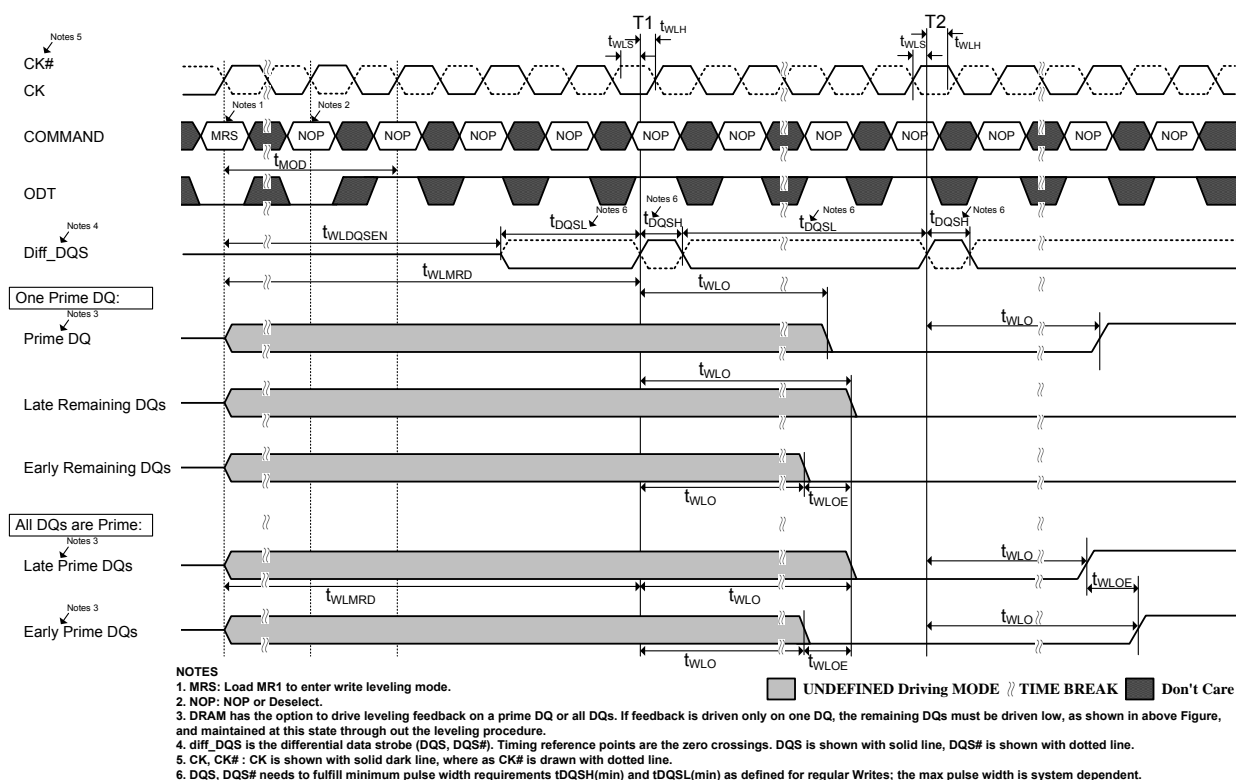 T1
T2
tWLS
tWLH
tWLS
tWLH
Notes 5
CK#
CK
Notes 1
Notes 2
COMMAND
MRS
NOP
NOP
NOP
NOP
NOP
NOP
NOP
NOP
NOP
NOP
NOP
tMOD
ODT
Notes 6
Notes 6
Notes 6
Notes 6
tDQSL
tDQSH
tDQSL
tDQSH
Notes 4
Diff_DQS
tWLDQSEN
tWLMRD
tWLO
One Prime DQ:
Notes 3
Prime DQ
tWLO
tWLO
Late Remaining DQs
Early Remaining DQs
tWLO
tWLOE
All DQs are Prime:
Notes 3
Late Prime DQs
tWLO
tWLOE
tWLMRD
tWLO
Notes 3
Early Prime DQs
tWLO
tWLO
tWLOE
NOTES
1. MRS: Load MR1 to enter write leveling mode.
2. NOP: NOP or Deselect.
UNDEFINED Driving MODE
TIME BREAK
Don't Care
3. DRAM has the option to drive leveling feedback on a prime DQ or all DQs. If feedback is driven only on one DQ, the remaining DQs must be driven low, as shown in above Figure,
and maintained at this state through out the leveling procedure.
4. diff_DQS is the differential data strobe (DQS, DQS#). Timing reference points are the zero crossings. DQS is shown with solid line, DQS# is shown with dotted line.
5. CK, CK# : CK is shown with solid dark line, where as CK# is drawn with dotted line.
6. DQS, DQS# needs to fulfill minimum pulse width requirements tDQSH(min) and tDQSL(min) as defined for regular Writes; the max pulse width is system dependent.